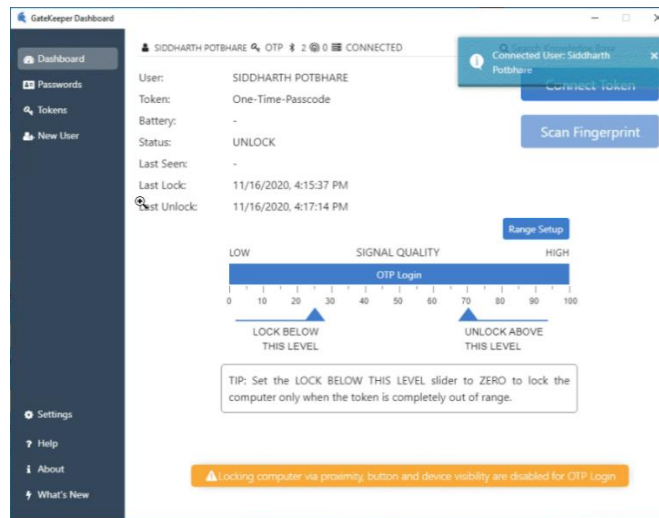 GateKeeper Dashboard
SIDDHARTH POTBHARE OTP 2 0 CONNECTED
Connected User: Siddharth Potbhare
Dashboard
Passwords
Tokens
New User
User: SIDDHARTH POTBHARE
Token: One-Time-Passcode
Battery: -
Status: UNLOCK
Last Seen: -
Last Lock: 11/16/2020, 4:15:37 PM
Last Unlock: 11/16/2020, 4:17:14 PM
Connect Token
Scan Fingerprint
Range Setup
LOW SIGNAL QUALITY HIGH
OTP Login
0 10 20 30 40 50 60 70 80 90 100
LOCK BELOW
THIS LEVEL
UNLOCK ABOVE
THIS LEVEL
TIP: Set the LOCK BELOW THIS LEVEL slider to ZERO to lock the
computer only when the token is completely out of range.
Settings
? Help
About
What's New
Locking computer via proximity, button and device visibility are disabled for OTP Login